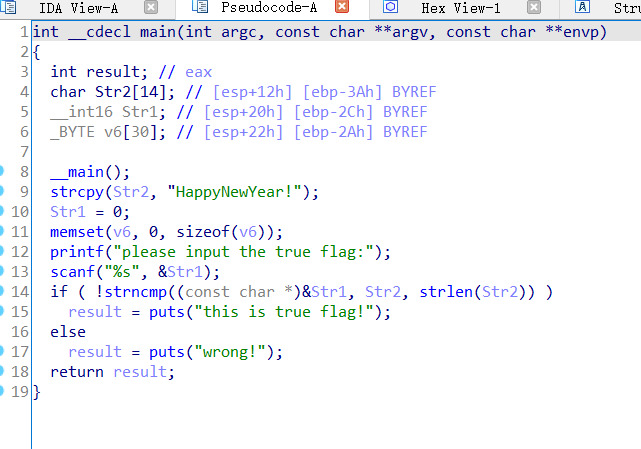 IDA View-A Pseudocode-A Hex View-1 Stru
1 int __cdecl main(int argc, const char **argv, const char **envp)
2 {
3 int result; // eax
4 char Str2[14]; // [esp+12h] [ebp-3Ah] BYREF
5 __int16 Str1; // [esp+20h] [ebp-2Ch] BYREF
6 _BYTE v6[30]; // [esp+22h] [ebp-2Ah] BYREF
7
8 __main();
9 strcpy(Str2, "HappyNewYear!");
10 Str1 = 0;
11 memset(v6, 0, sizeof(v6));
12 printf("please input the true flag:");
13 scanf("%s", &Str1);
14 if ( !strncmp((const char *)&Str1, Str2, strlen(Str2)) )
15 result = puts("this is true flag!");
16 else
17 result = puts("wrong!");
18 return result;
19 }